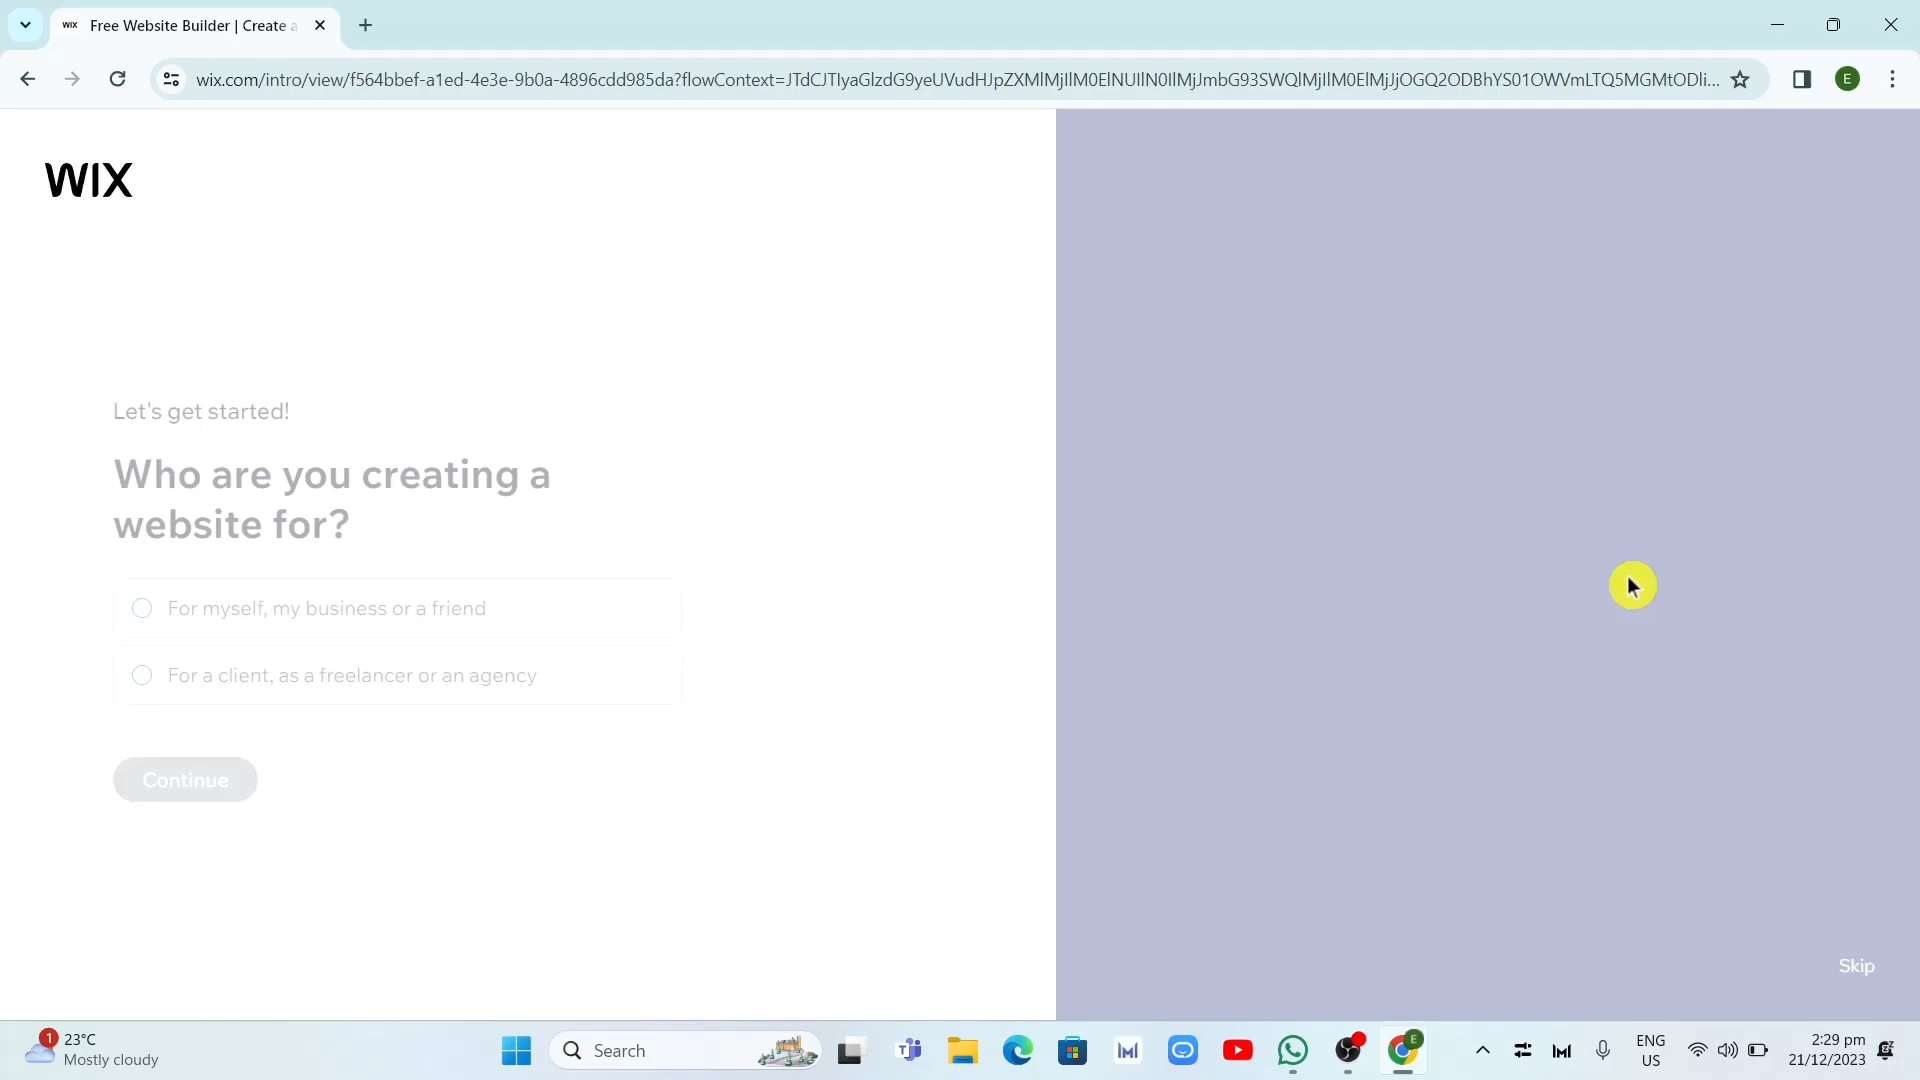 WIX Free Website Builder | Create a
wix.com/intro/view/f564bbef-a1ed-4e3e-9b0a-4896cdd985da?flowContext=JTdCJTIyaGlzdG9yeUVudHJpZXMlMjIlM0ElNUIlN0IlMjJmbG93SWQlMjIlM0ElMjJjOGQ2ODBhYS01OWVmLTQ5MGMtODli...
E
WIX
Let's get started!
Who are you creating a
website for?
For myself, my business or a friend
For a client, as a freelancer or an agency
Continue
Skip
1
23°C
Mostly cloudy
Search
E
ENG
US
2:29 pm
21/12/2023